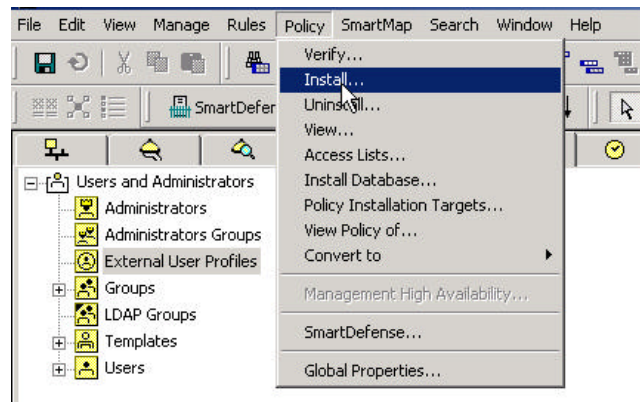 File Edit View Manage Rules Policy SmartMap Search Window Help
SmartDefen
Verify...
Install...
Uninstall...
View...
Access Lists...
Install Database...
Policy Installation Targets...
View Policy of...
Convert to
Management High Availability...
SmartDefense...
Global Properties...
Users and Administrators
Administrators
Administrators Groups
External User Profiles
Groups
LDAP Groups
Templates
Users